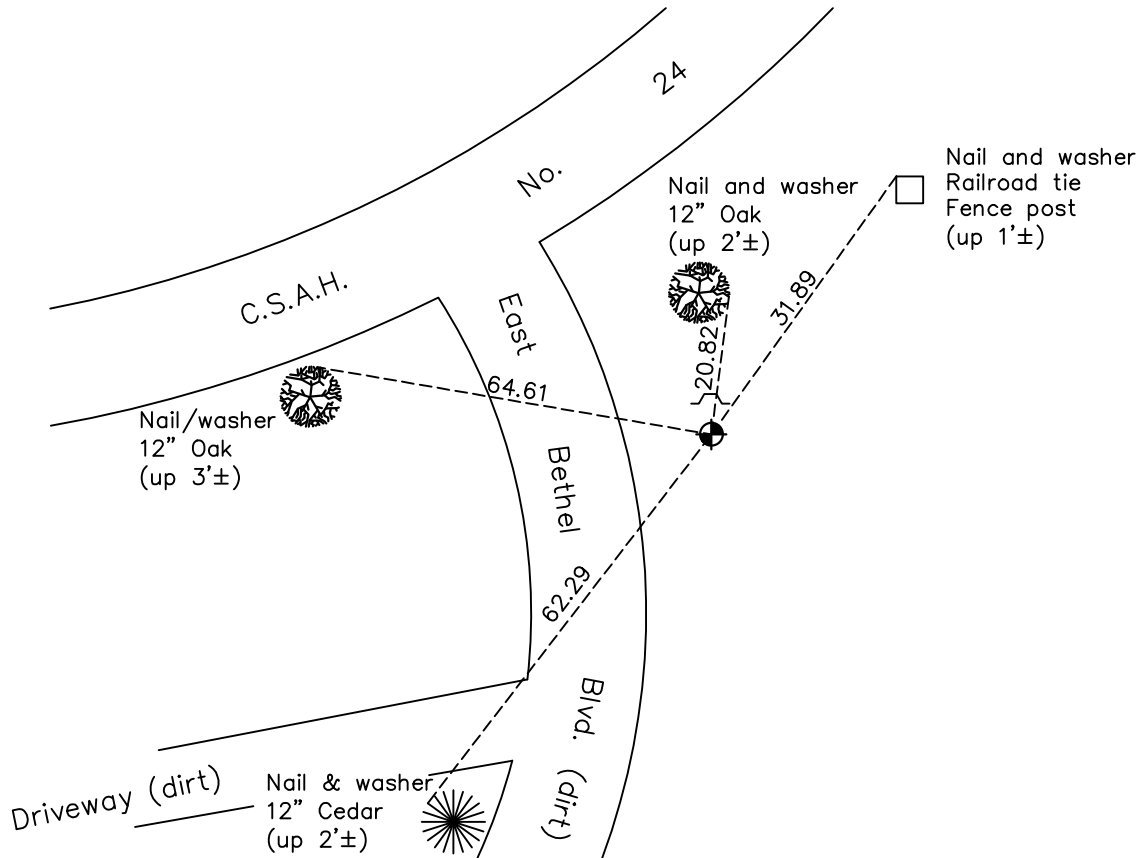 24
No.
C.S.A.H.
Nail and washer
Railroad tie
Fence post
(up 1'±)
Nail and washer
12" Oak
(up 2'±)
31.89
20.82
East
64.61
Nail/washer
12" Oak
(up 3'±)
Bethel
62.29
Blvd. (dirt)
Driveway (dirt)
Nail & washer
12" Cedar
(up 2'±)